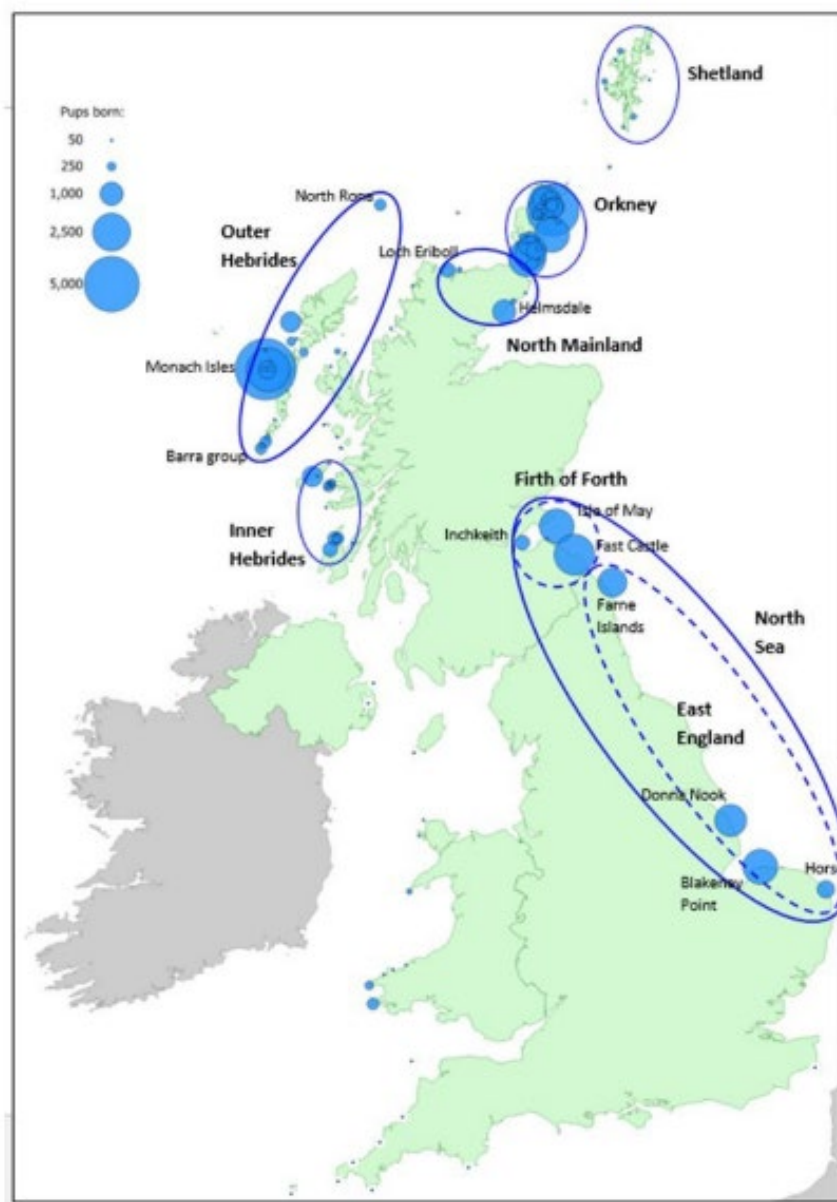 Shetland
Pups born:
50
250
1,000
2,500
5,000
North Rona
Orkney
Outer
Hebrides
Loch Eriboll
Helmsdale
North Mainland
Monach Isles
Barra group
Firth of Forth
Isle of May
Inchkeith
Fast Castle
Inner
Hebrides
Farne
Islands
North
Sea
East
England
Donna Nook
Hors
Blakeney
Point